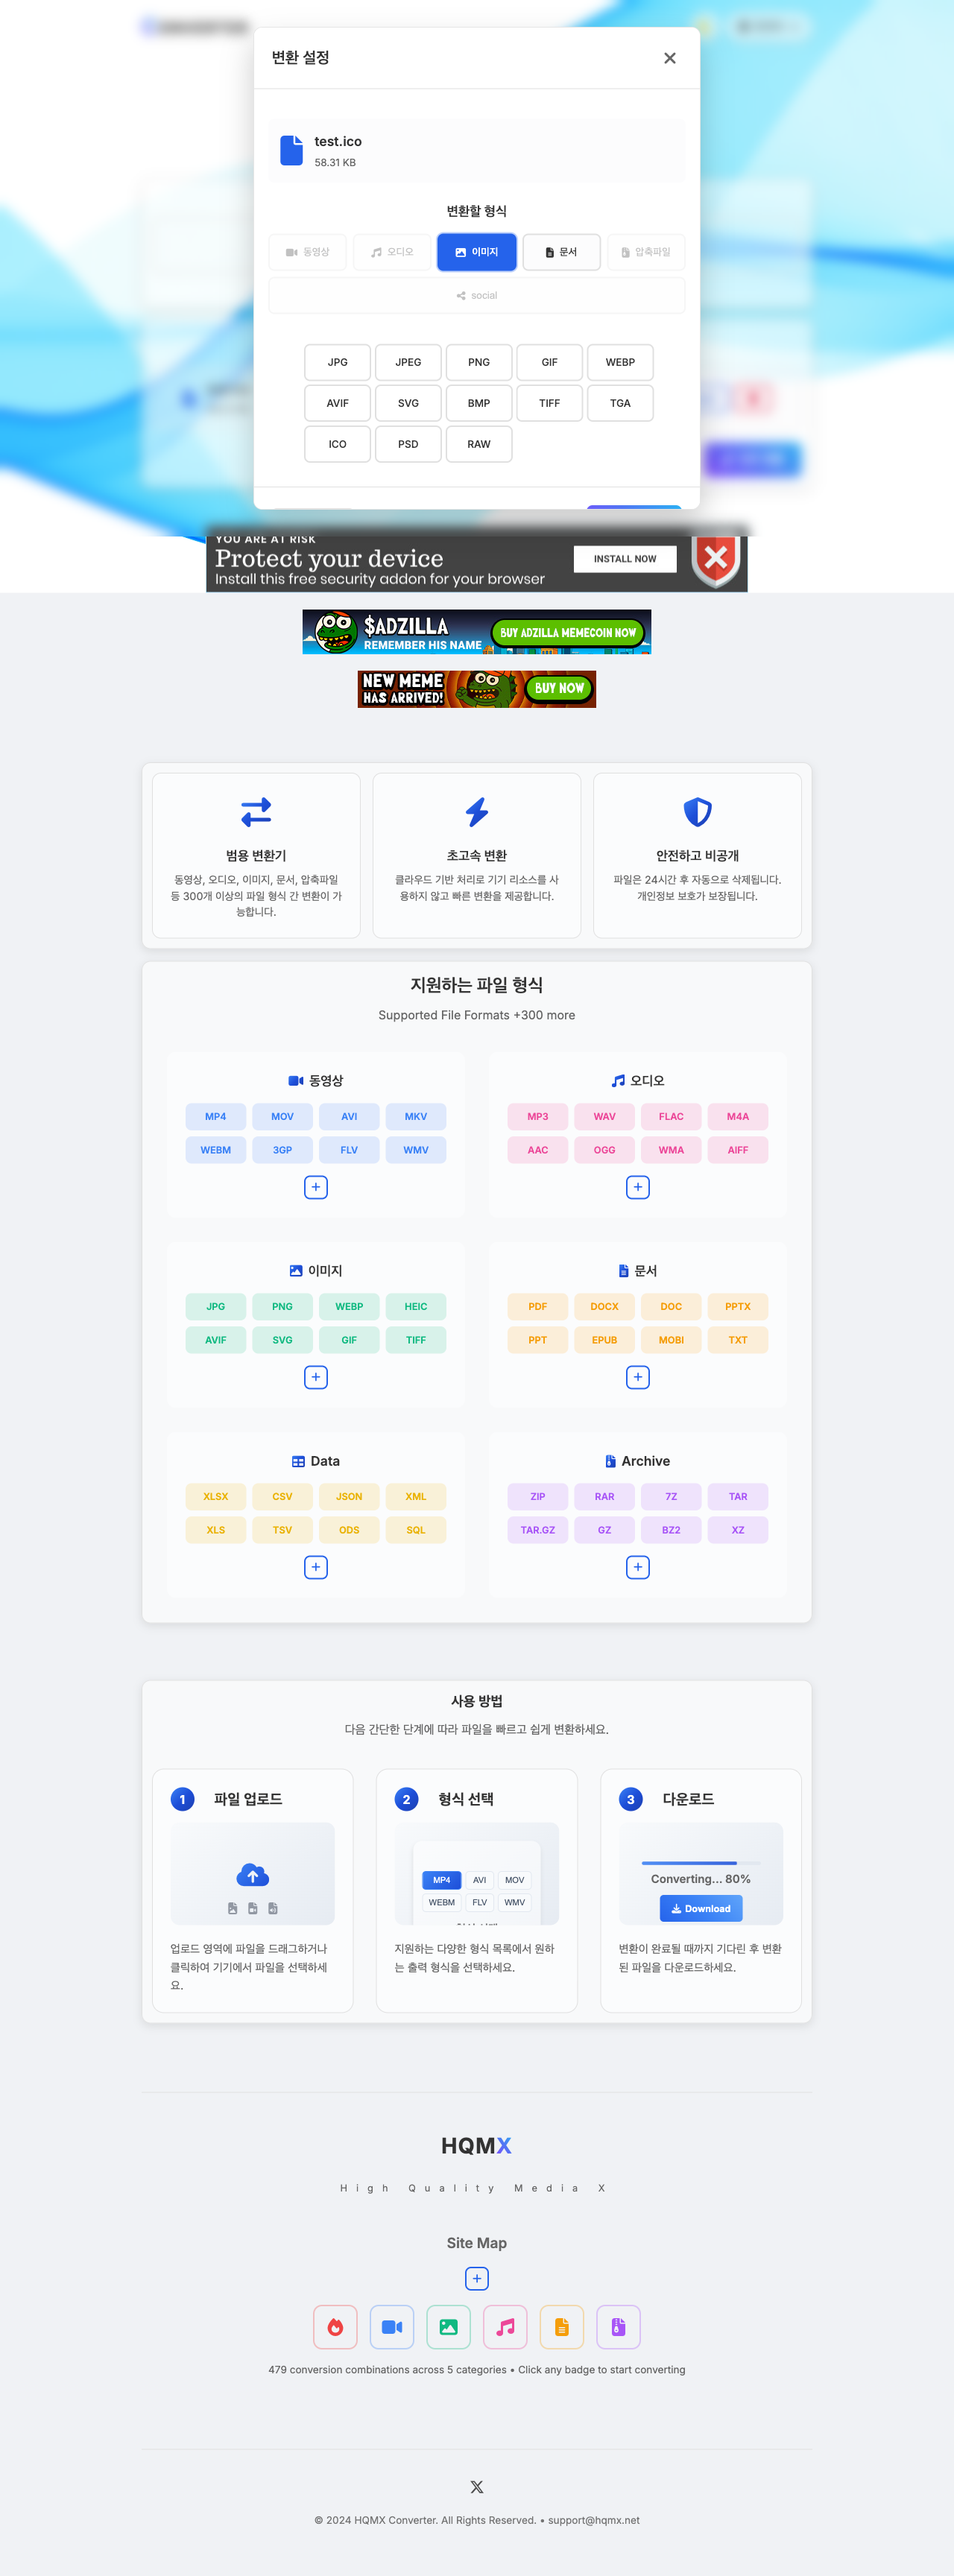 변환 설정
test.ico
58.31 KB
변환할 형식
동영상 오디오 이미지 문서 압축파일
social
JPG JPEG PNG GIF WEBP
AVIF SVG BMP TIFF TGA
ICO PSD RAW
YOU ARE AT RISK
Protect your device
Install this free security addon for your browser
INSTALL NOW
$ADZILLA
REMEMBER HIS NAME
BUY ADZILLA MEMECOIN NOW
NEW MEME
HAS ARRIVED!
BUY NOW
범용 변환기
동영상, 오디오, 이미지, 문서, 압축파일
등 300개 이상의 파일 형식 간 변환이 가
능합니다.
초고속 변환
클라우드 기반 처리로 기기 리소스를 사
용하지 않고 빠른 변환을 제공합니다.
안전하고 비공개
파일은 24시간 후 자동으로 삭제됩니다.
개인정보 보호가 보장됩니다.
지원하는 파일 형식
Supported File Formats +300 more
동영상
MP4 MOV AVI MKV
WEBM 3GP FLV WMV
오디오
MP3 WAV FLAC M4A
AAC OGG WMA AIFF
이미지
JPG PNG WEBP HEIC
AVIF SVG GIF TIFF
문서
PDF DOCX DOC PPTX
PPT EPUB MOBI TXT
Data
XLSX CSV JSON XML
XLS TSV ODS SQL
Archive
ZIP RAR 7Z TAR
TAR.GZ GZ BZ2 XZ
사용 방법
다음 간단한 단계에 따라 파일을 빠르고 쉽게 변환하세요.
1 파일 업로드
업로드 영역에 파일을 드래그하거나
클릭하여 기기에서 파일을 선택하세
요.
2 형식 선택
MP4 AVI MOV
WEBM FLV WMV
지원하는 다양한 형식 목록에서 원하
는 출력 형식을 선택하세요.
3 다운로드
Converting... 80%
Download
변환이 완료될 때까지 기다린 후 변환
된 파일을 다운로드하세요.
HQMX
High Quality Media X
Site Map
479 conversion combinations across 5 categories • Click any badge to start converting
© 2024 HQMX Converter. All Rights Reserved. • support@hqmx.net